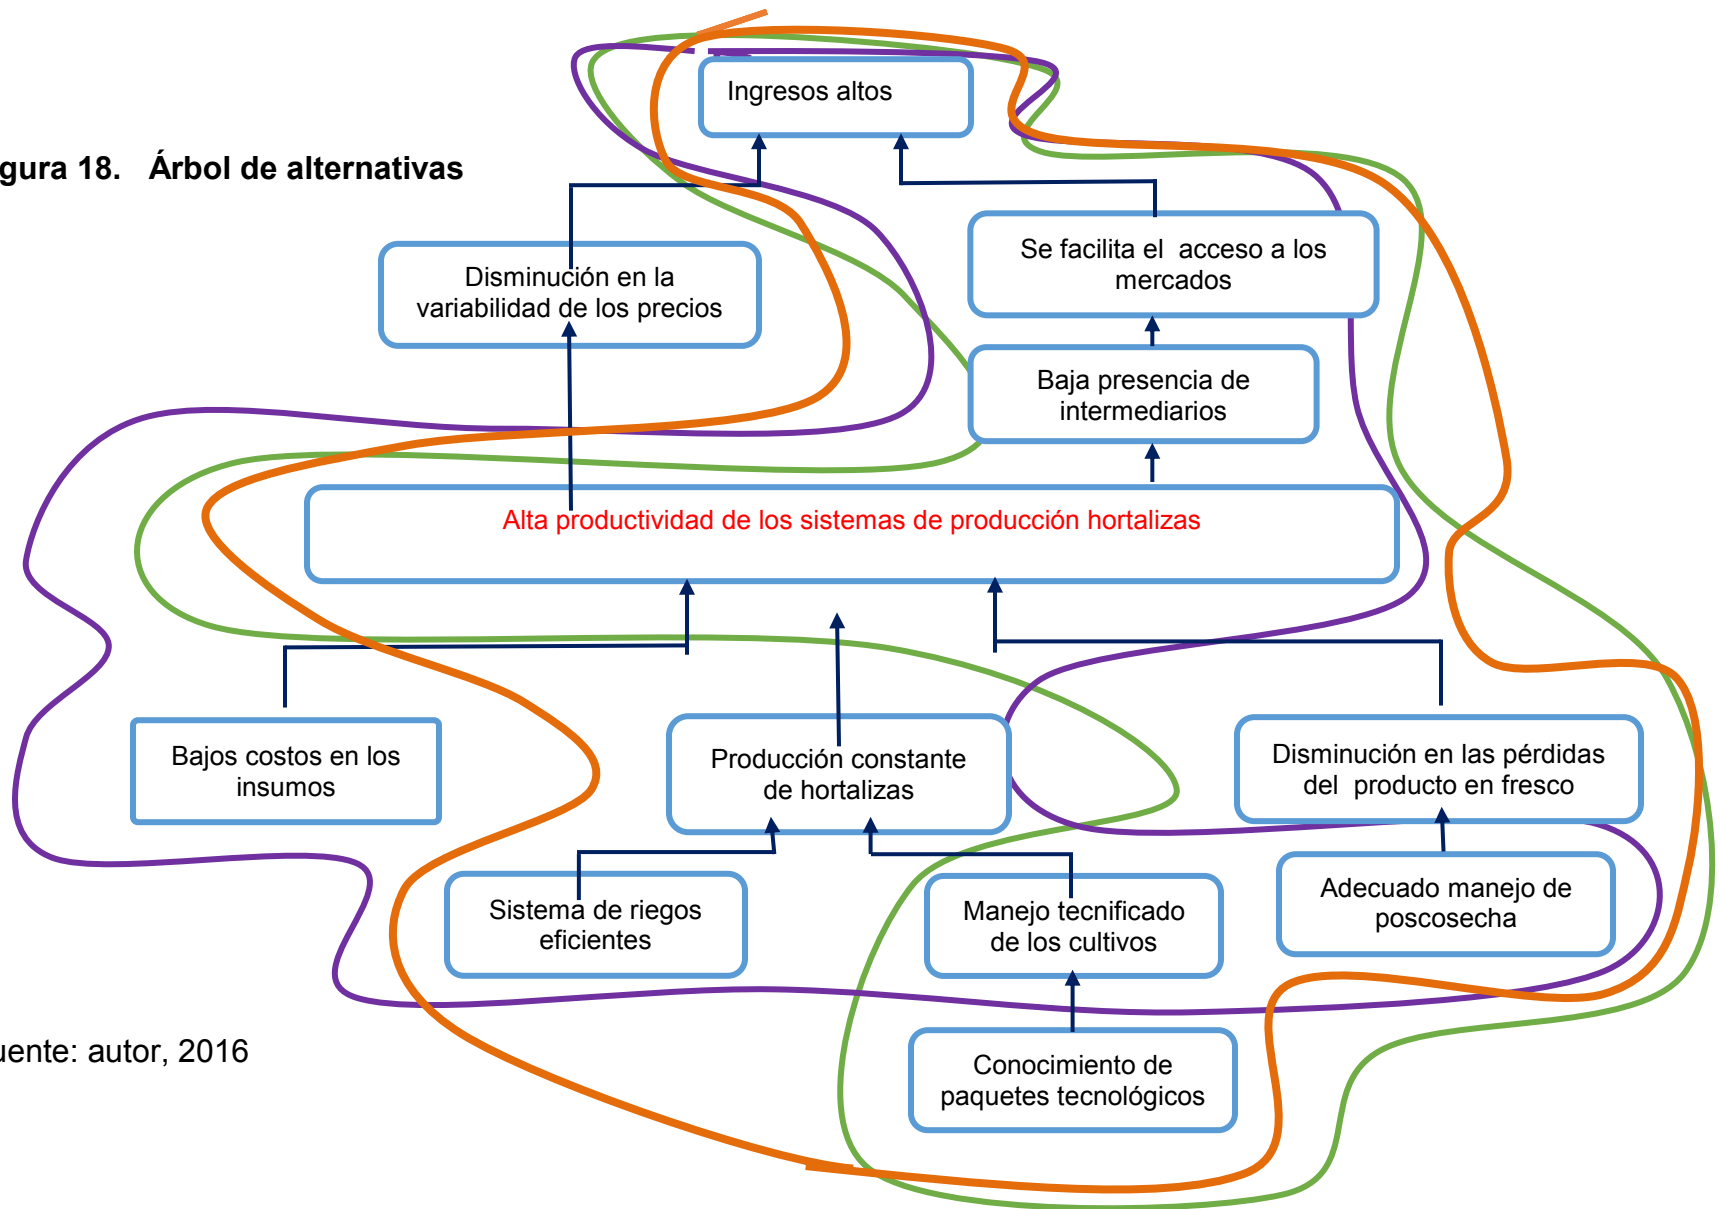 Ingresos altos
gura 18. Árbol de alternativas
Se facilita el acceso a los
mercados
Disminución en la
variabilidad de los precios
Baja presencia de
intermediarios
Alta productividad de los sistemas de producción hortalizas
Bajos costos en los
insumos
Producción constante
de hortalizas
Disminución en las pérdidas
del producto en fresco
Sistema de riegos
eficientes
Manejo tecnificado
de los cultivos
Adecuado manejo de
poscosecha
uente: autor, 2016
Conocimiento de
paquetes tecnológicos